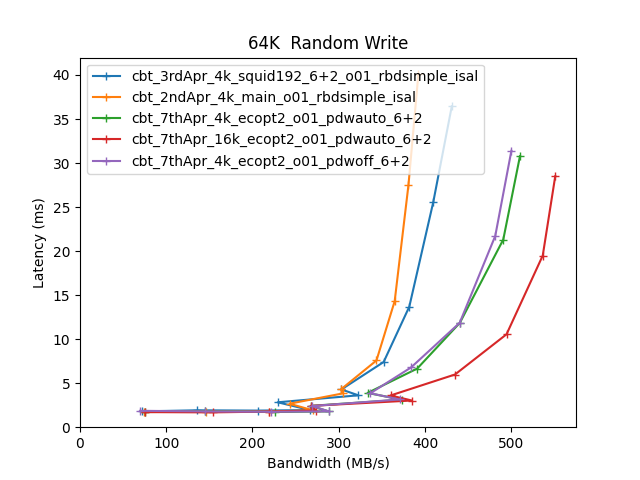 64K  Random Write
cbt_3rdApr_4k_squid192_6+2_o01_rbdsimple_isal
cbt_2ndApr_4k_main_o01_rbdsimple_isal
cbt_7thApr_4k_ecopt2_o01_pdwauto_6+2
cbt_7thApr_16k_ecopt2_o01_pdwauto_6+2
cbt_7thApr_4k_ecopt2_o01_pdwoff_6+2
Latency (ms)
40
35
30
25
20
15
10
5
0
0 100 200 300 400 500
Bandwidth (MB/s)